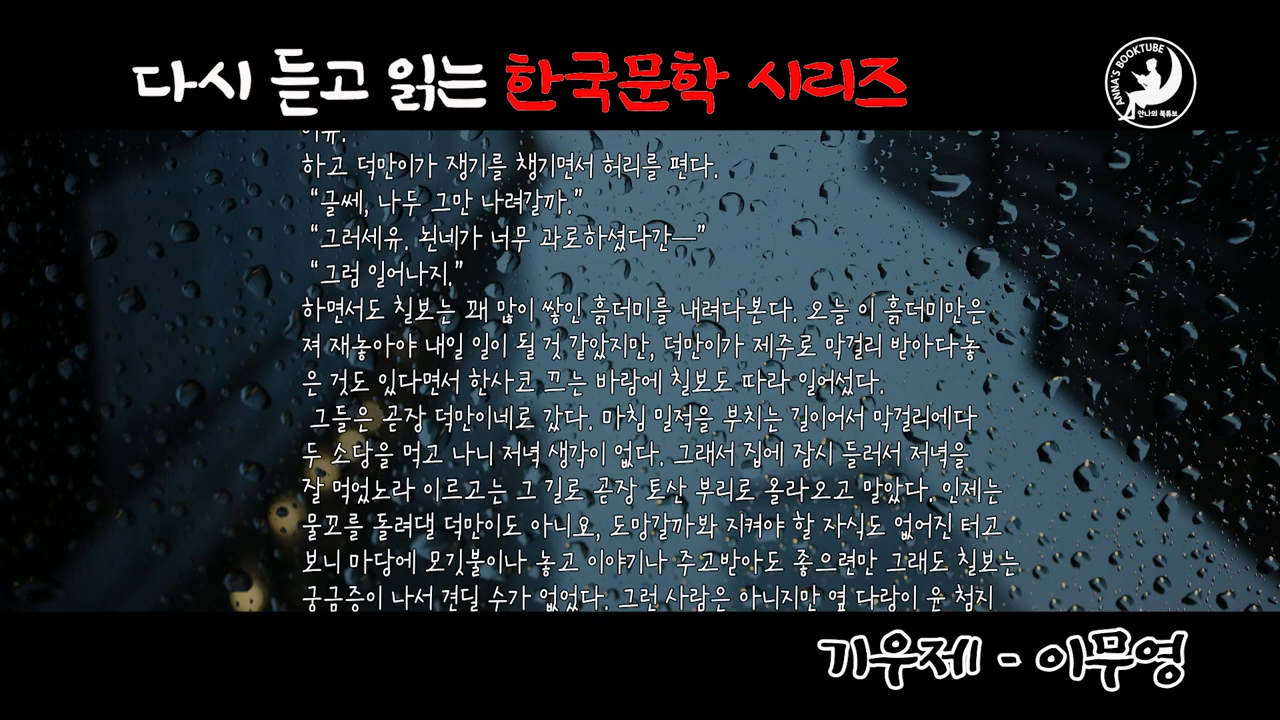 다시 듣고 읽는 한국문학 시리즈
ANNA'S BOOKTUBE
안나의 북튜브
이유.
하고 덕만이가 쟁기를 챙기면서 허리를 편다.
“글쎄, 나두 그만 나려갈까.”
“그러세유. 뇐네가 너무 과로하셨다간—”
“그럼 일어나지.”
하면서도 칠보는 꽤 많이 쌓인 흙더미를 내려다본다. 오늘 이 흙더미만은
져 재놓아야 내일 일이 될 것 같았지만, 덕만이가 제주로 막걸리 받아다놓
은 것도 있다면서 한사코 끄는 바람에 칠보도 따라 일어섰다.
그들은 곧장 덕만이네로 갔다. 마침 밀적을 부치는 길이어서 막걸리에다
두 소당을 먹고 나니 저녁 생각이 없다. 그래서 집에 잠시 들러서 저녁을
잘 먹었노라 이르고는 그 길로 곧장 토산 부리로 올라오고 말았다. 인제는
물꼬를 돌려댈 덕만이도 아니요, 도망갈까봐 지켜야 할 자식도 없어진 터고
보니 마당에 모깃불이나 놓고 이야기나 주고받아도 좋으련만 그래도 칠보는
궁금증이 나서 견딜 수가 없었다. 그런 사람은 아니지만 옆 다랑이 윤 첨지
기우제 - 이무영